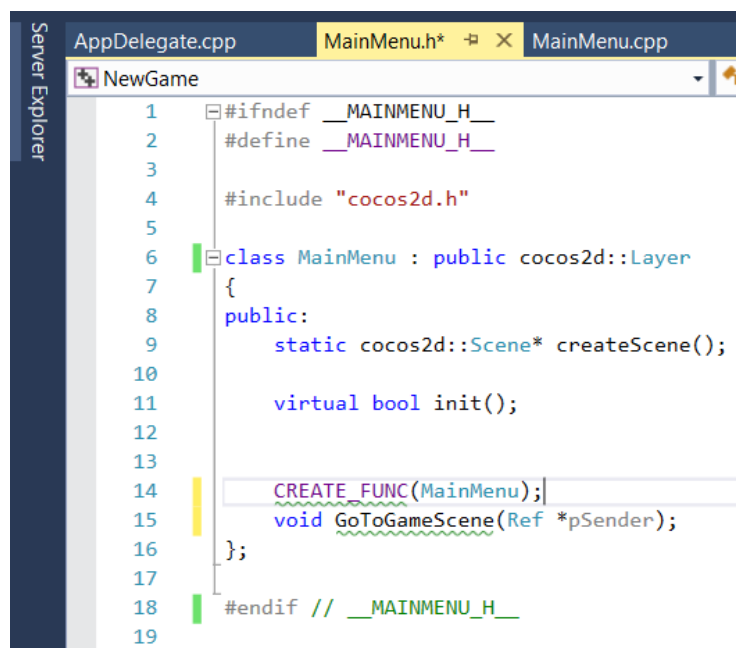 Server Explorer
AppDelegate.cpp MainMenu.h* MainMenu.cpp
NewGame
1 #ifndef __MAINMENU_H__
2 #define __MAINMENU_H__
3
4 #include "cocos2d.h"
5
6 class MainMenu : public cocos2d::Layer
7 {
8 public:
9 static cocos2d::Scene* createScene();
10
11 virtual bool init();
12
13
14 CREATE_FUNC(MainMenu);
15 void GoToGameScene(Ref *pSender);
16 };
17
18 #endif // __MAINMENU_H__
19